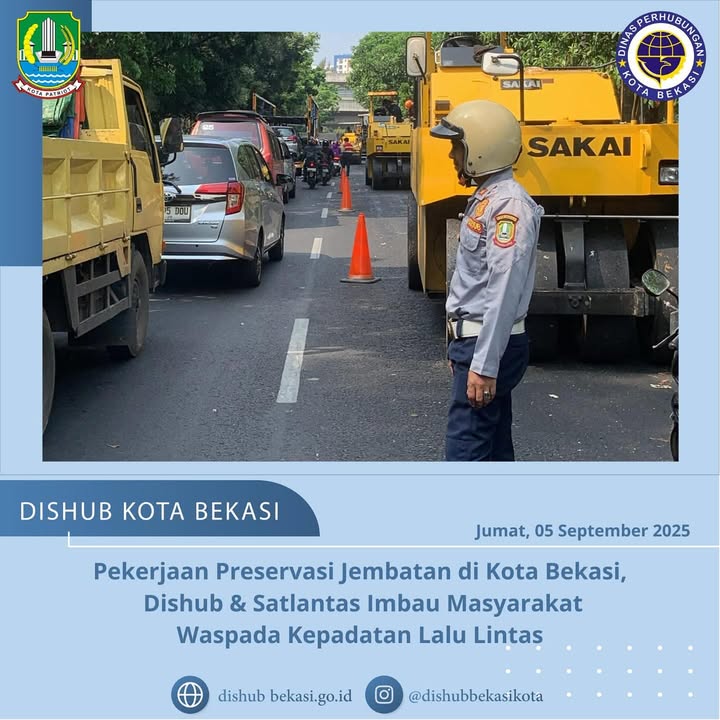 KOTA PATRIOT
DINAS PERHUBUNGAN
KOTA BEKASI
SAKAI
SAKAI
DISHUB KOTA BEKASI
Jumat, 05 September 2025
Pekerjaan Preservasi Jembatan di Kota Bekasi,
Dishub & Satlantas Imbau Masyarakat
Waspada Kepadatan Lalu Lintas
dishub bekasi.go.id
@dishubbekasikota